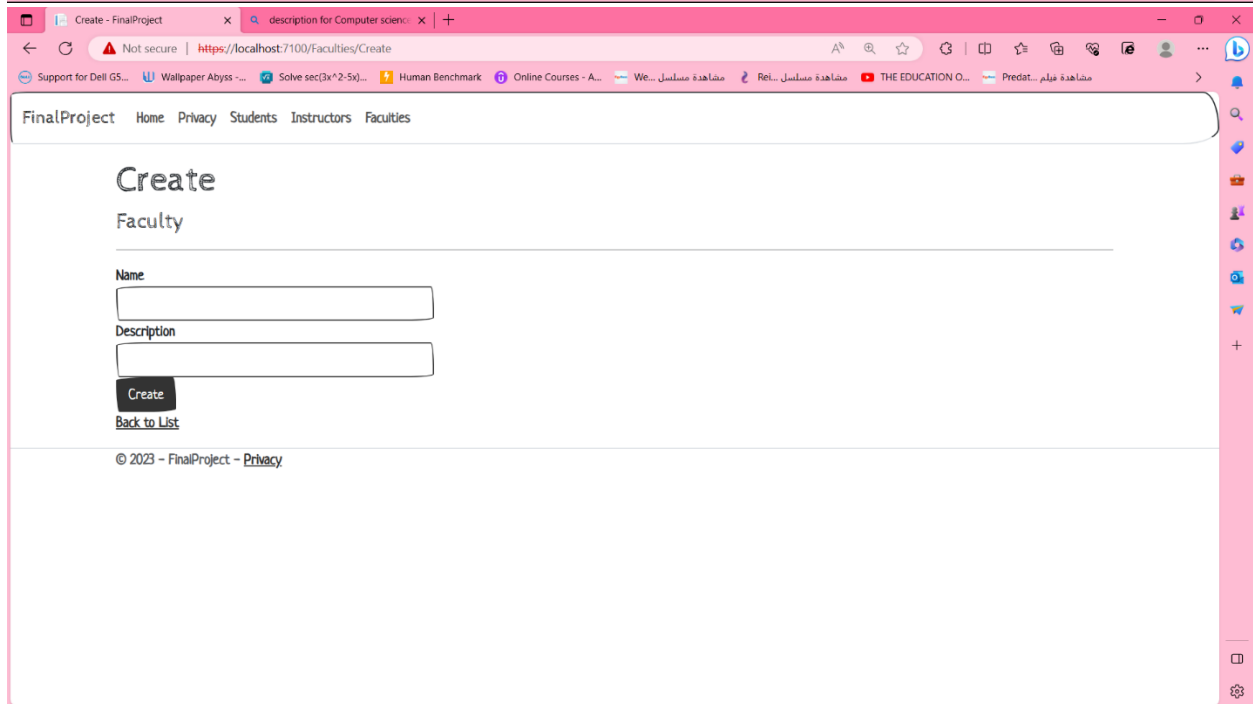 Create - FinalProject
description for Computer science
Not secure | https://localhost:7100/Faculties/Create
Support for Dell G5... Wallpaper Abyss -... Solve sec(3x^2-5x)... Human Benchmark Online Courses - A... We... مشاهدة مسلسل Rei... مشاهدة مسلسل THE EDUCATION O... Predat... مشاهدة فيلم
FinalProject Home Privacy Students Instructors Faculties
Create
Faculty
Name
Description
Create
Back to List
© 2023 - FinalProject - Privacy